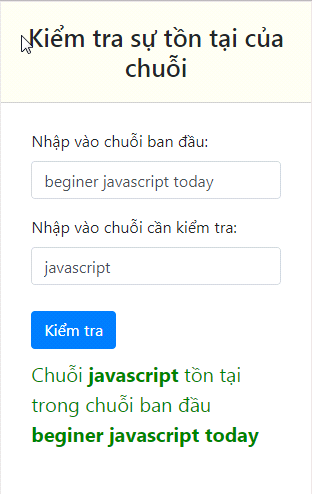 Kiểm tra sự tồn tại của
chuỗi
Nhập vào chuỗi ban đầu:
beginer javascript today
Nhập vào chuỗi cần kiểm tra:
javascript
Kiểm tra
Chuỗi javascript tồn tại
trong chuỗi ban đầu
beginer javascript today